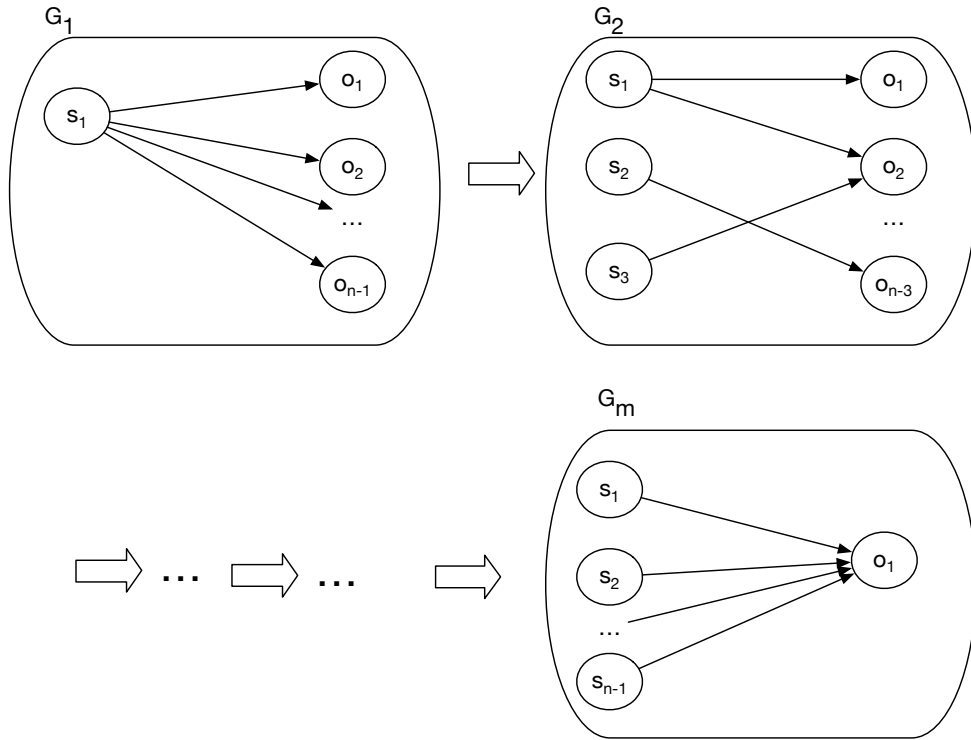 G₁
s₁
o₁
o₂
...
oₙ₋₁
G₂
s₁
s₂
s₃
o₁
o₂
...
oₙ₋₃
... ...
Gₘ
s₁
s₂
...
sₙ₋₁
o₁